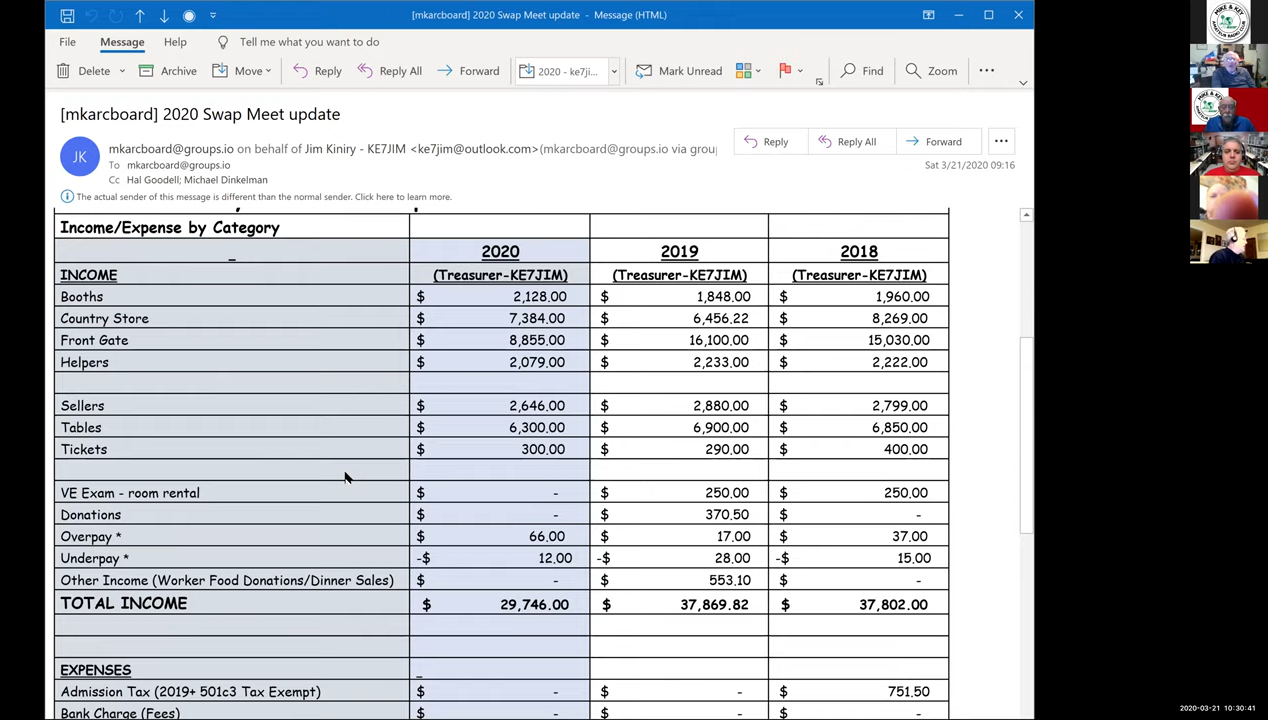 [mkarcboard] 2020 Swap Meet update - Message (HTML)
File Message Help Tell me what you want to do
Delete Archive Move Reply Reply All Forward 2020 - ke7ji... Mark Unread Find Zoom
[mkarcboard] 2020 Swap Meet update
JK
mkarcboard@groups.io on behalf of Jim Kiniry - KE7JIM <ke7jim@outlook.com>(mkarcboard@groups.io via grou
Reply Reply All Forward
To mkarcboard@groups.io
Sat 3/21/2020 09:16
Cc Hal Goodell; Michael Dinkelman
The actual sender of this message is different than the normal sender. Click here to learn more.
Income/Expense by Category
2020 2019 2018
INCOME (Treasurer-KE7JIM) (Treasurer-KE7JIM) (Treasurer-KE7JIM)
Booths $ 2,128.00 $ 1,848.00 $ 1,960.00
Country Store $ 7,384.00 $ 6,456.22 $ 8,269.00
Front Gate $ 8,855.00 $ 16,100.00 $ 15,030.00
Helpers $ 2,079.00 $ 2,233.00 $ 2,222.00
Sellers $ 2,646.00 $ 2,880.00 $ 2,799.00
Tables $ 6,300.00 $ 6,900.00 $ 6,850.00
Tickets $ 300.00 $ 290.00 $ 400.00
VE Exam - room rental $ - $ 250.00 $ 250.00
Donations $ - $ 370.50 $ -
Overpay * $ 66.00 $ 17.00 $ 37.00
Underpay * -$ 12.00 -$ 28.00 -$ 15.00
Other Income (Worker Food Donations/Dinner Sales) $ - $ 553.10 $ -
TOTAL INCOME $ 29,746.00 $ 37,869.82 $ 37,802.00
EXPENSES
Admission Tax (2019+ 501c3 Tax Exempt) $ - $ - $ 751.50
Bank Charge (Fees) $ - $ - $ -
MIKE & KEY
MIKE & KEY
2020-03-21 10:30:41